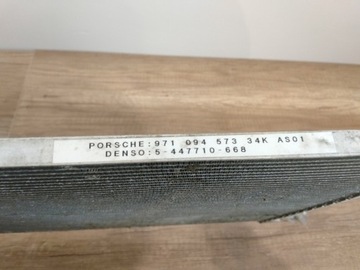 PORSCHE:971 094 573 34K AS01
DENSO:5-447710-668